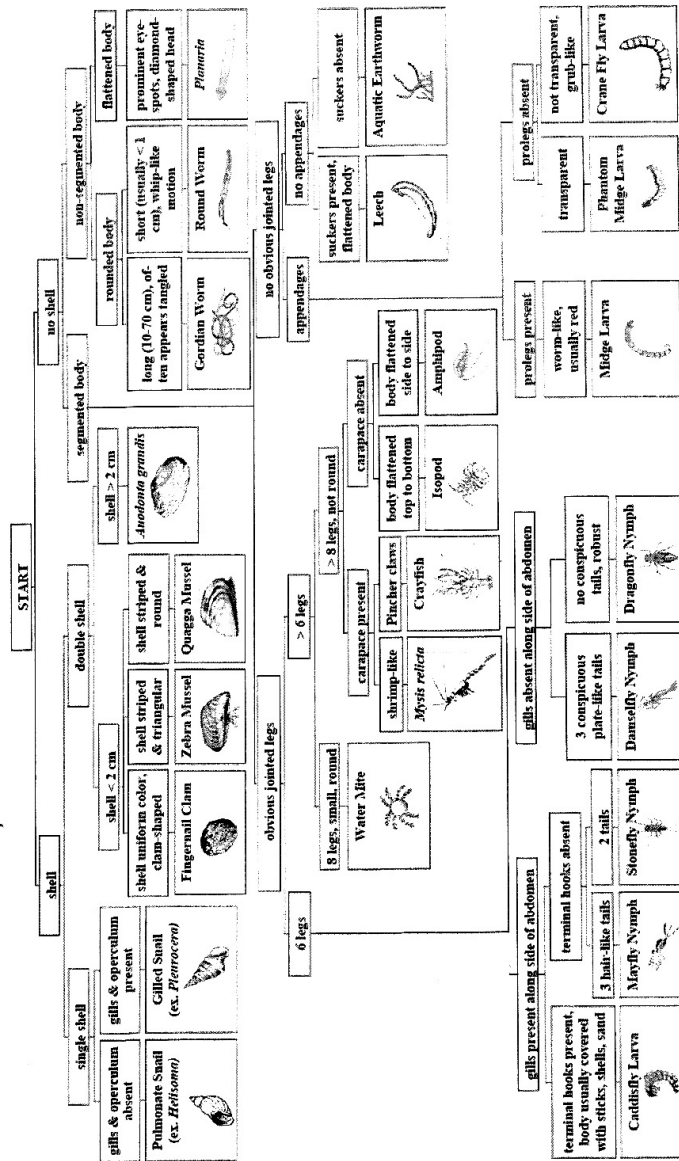 START
shell
no shell
single shell
double shell
segmented body
non-segmented body
gills & operculum
absent
Pulmonate Snail
(ex. Helisoma)
gills & operculum
present
Gilled Snail
(ex. Pleurocera)
shell < 2 cm
shell > 2 cm
shell uniform color,
clam-shaped
Fingernail Clam
shell striped
& triangular
Zebra Mussel
shell striped &
round
Quagga Mussel
Anodonta grandis
rounded body
flattened body
long (10-70 cm), of-
ten appears tangled
Gordian Worm
short (usually < 1
cm), whip-like
motion
Round Worm
prominent eye-
spots, diamond-
shaped head
Planaria
obvious jointed legs
no obvious jointed legs
6 legs
> 6 legs
appendages
no appendages
8 legs, small, round
Water Mite
> 8 legs, not round
carapace present
carapace absent
shrimp-like
Mysis relicta
Pincher claws
Crayfish
body flattened
top to bottom
Isopod
body flattened
side to side
Amphipod
suckers present,
flattened body
Leech
suckers absent
Aquatic Earthworm
gills present along side of abdomen
gills absent along side of abdomen
terminal hooks present,
body usually covered
with sticks, shells, sand
Caddisfly Larva
terminal hooks absent
3 hair-like tails
Mayfly Nymph
2 tails
Stonefly Nymph
3 conspicuous
plate-like tails
Damselfly Nymph
no conspicuous
tails, robust
Dragonfly Nymph
prolegs present
prolegs absent
worm-like,
usually red
Midge Larva
transparent
Phantom
Midge Larva
not transparent,
grub-like
Crane Fly Larva